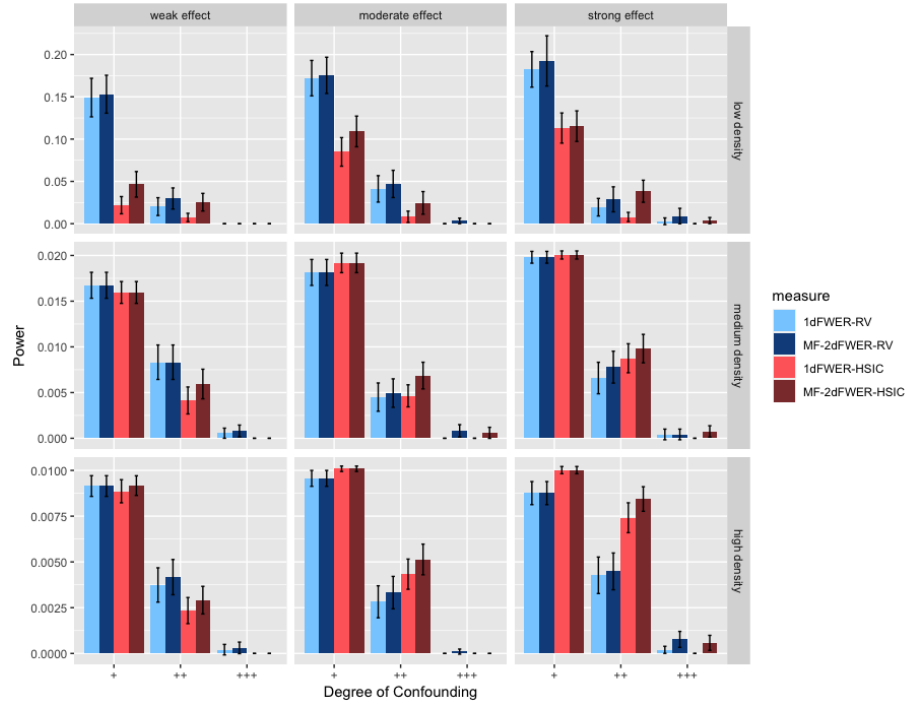 weak effect
moderate effect
strong effect
0.20
0.15
0.10
0.05
0.00
low density
0.020
0.015
0.010
0.005
0.000
medium density
0.0100
0.0075
0.0050
0.0025
0.0000
high density
Power
+ ++ +++
+ ++ +++
+ ++ +++
Degree of Confounding
measure
1dFWER-RV
MF-2dFWER-RV
1dFWER-HSIC
MF-2dFWER-HSIC